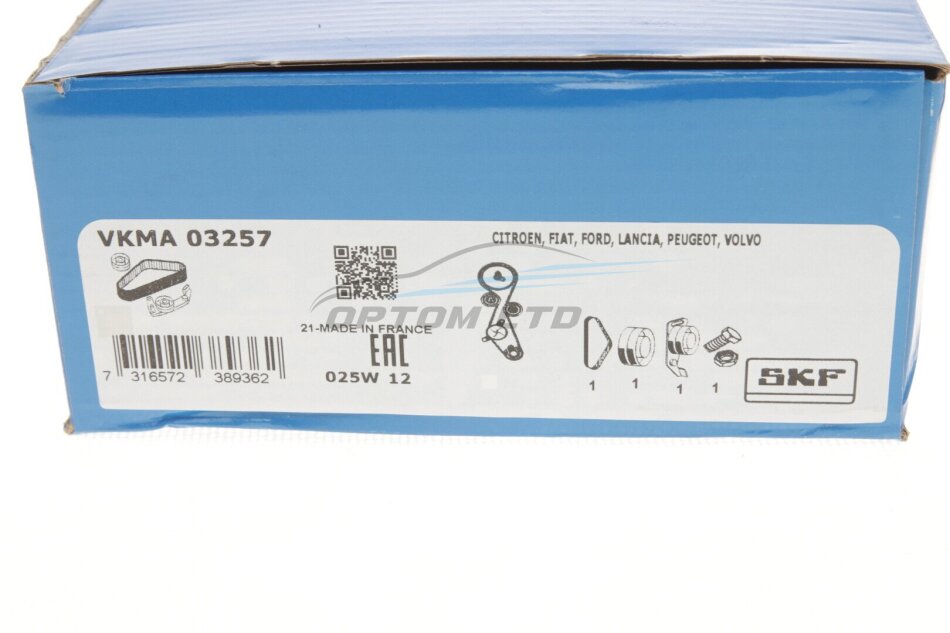 VKMA 03257
CITROEN, FIAT, FORD, LANCIA, PEUGEOT, VOLVO
OPTOM LTD
21-MADE IN FRANCE
EAC
7 316572 389362
025W 12
1 1 1 1
SKF